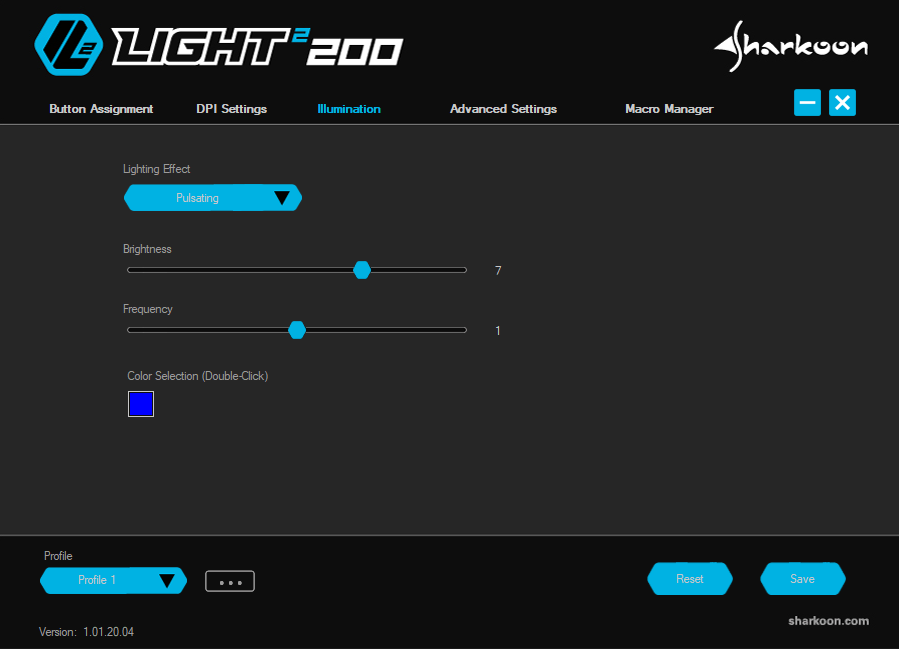 LIGHT² 200
Sharkoon
Button Assignment DPI Settings Illumination Advanced Settings Macro Manager
Lighting Effect
Pulsating
Brightness
7
Frequency
1
Color Selection (Double-Click)
Profile
Profile 1
...
Reset Save
sharkoon.com
Version: 1.01.20.04